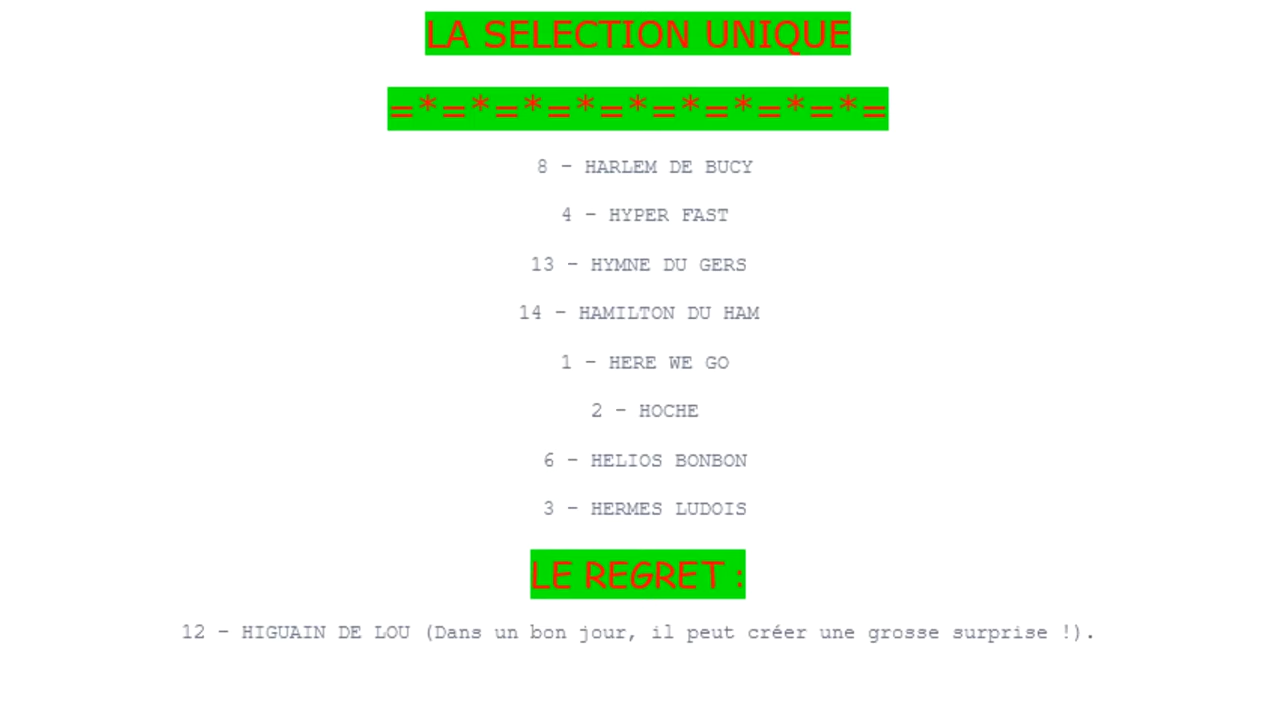 LA SELECTION UNIQUE
=*=*=*=*=*=*=*=*=*=
8 - HARLEM DE BUCY
4 - HYPER FAST
13 - HYMNE DU GERS
14 - HAMILTON DU HAM
1 - HERE WE GO
2 - HOCHE
6 - HELIOS BONBON
3 - HERMES LUDOIS
LE REGRET :
12 - HIGUAIN DE LOU (Dans un bon jour, il peut créer une grosse surprise !).